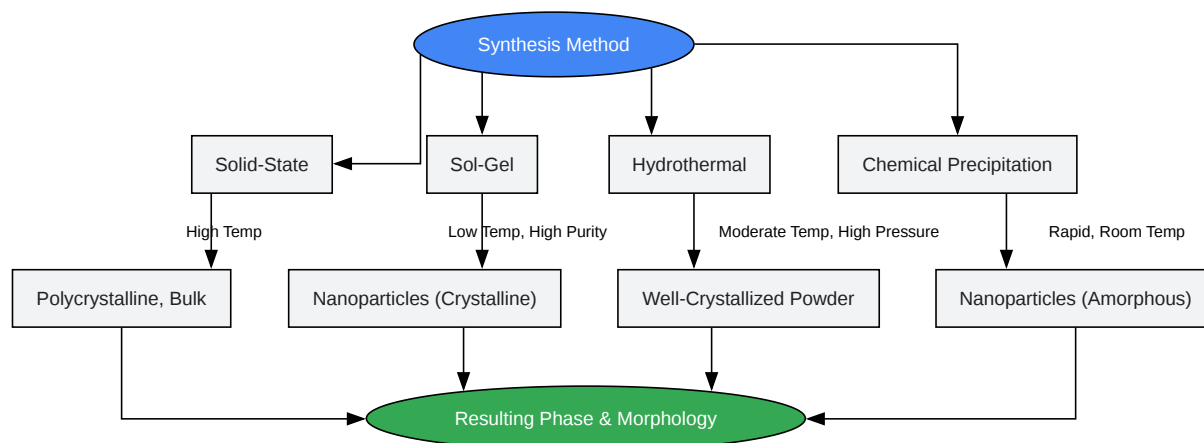 Synthesis Method
Solid-State
Sol-Gel
Hydrothermal
Chemical Precipitation
High Temp
Low Temp, High Purity
Moderate Temp, High Pressure
Rapid, Room Temp
Polycrystalline, Bulk
Nanoparticles (Crystalline)
Well-Crystallized Powder
Nanoparticles (Amorphous)
Resulting Phase & Morphology